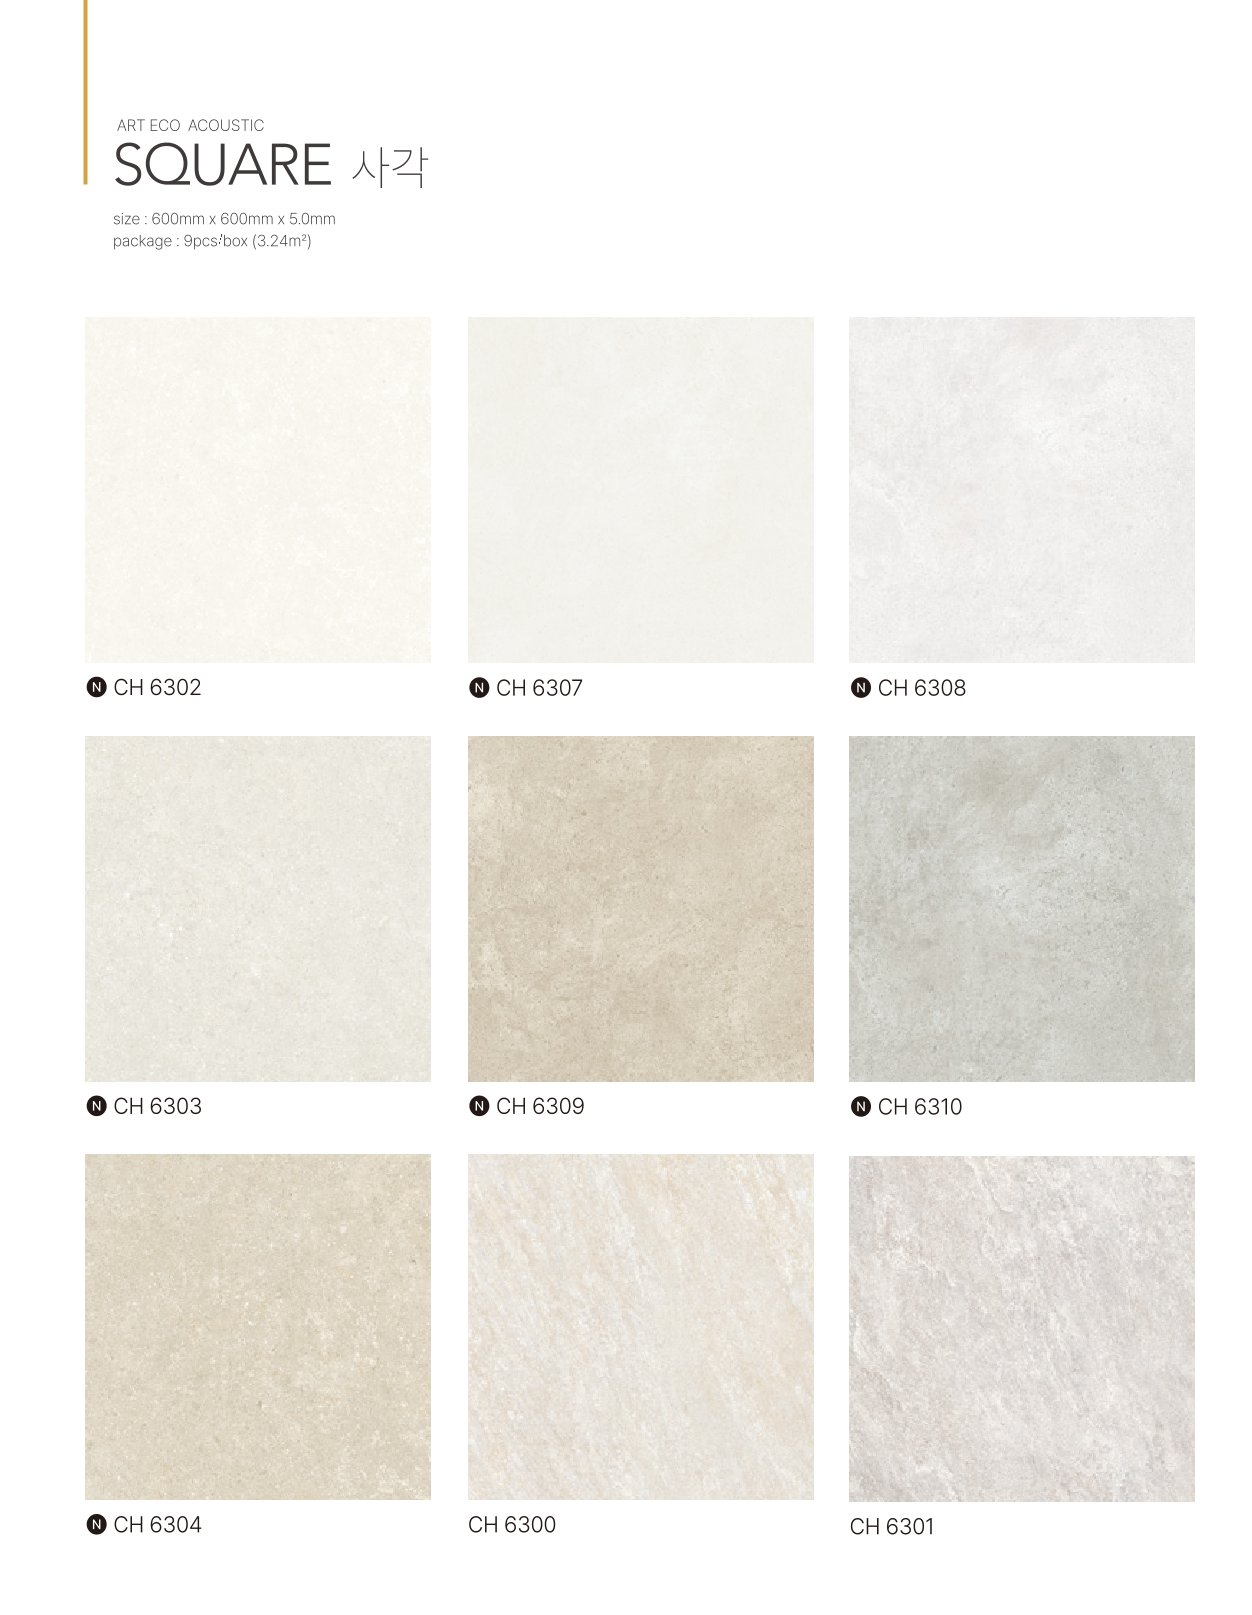 ART ECO ACOUSTIC
SQUARE 사각
size : 600mm x 600mm x 5.0mm
package : 9pcs/box (3.24m²)
N CH 6302
N CH 6307
N CH 6308
N CH 6303
N CH 6309
N CH 6310
N CH 6304
CH 6300
CH 6301